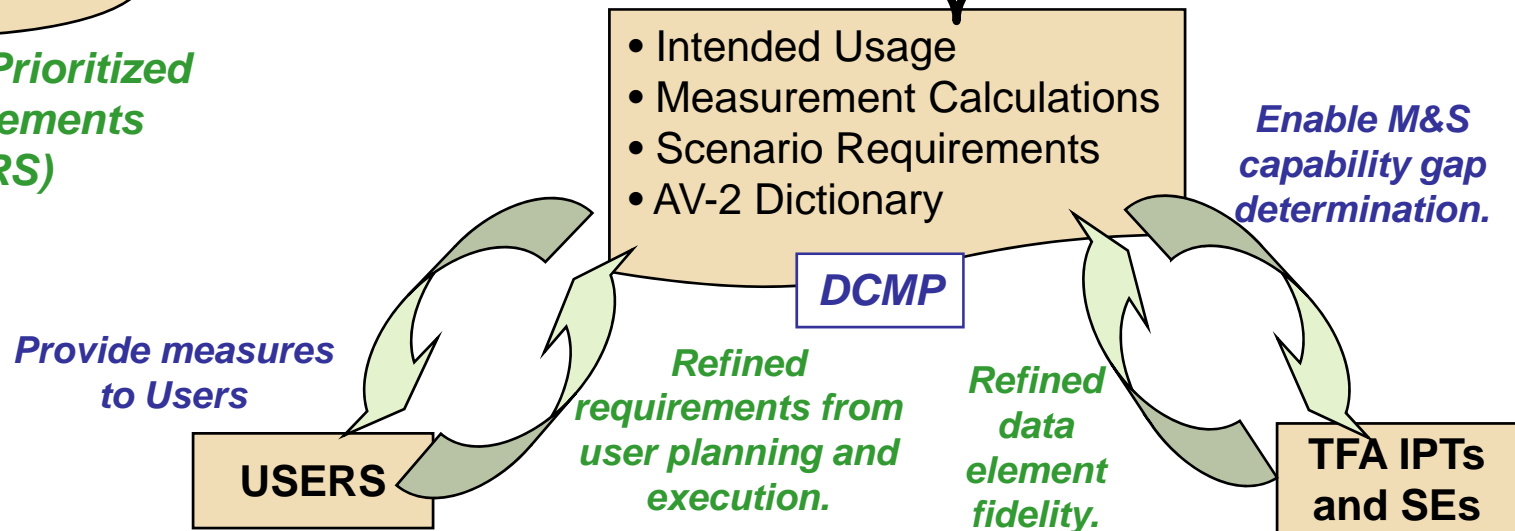 Prioritized
ements
RS)
• Intended Usage
• Measurement Calculations
• Scenario Requirements
• AV-2 Dictionary
DCMP
Enable M&S
capability gap
determination.
Provide measures
to Users
USERS
Refined
requirements from
user planning and
execution.
Refined
data
element
fidelity.
TFA IPTs
and SEs